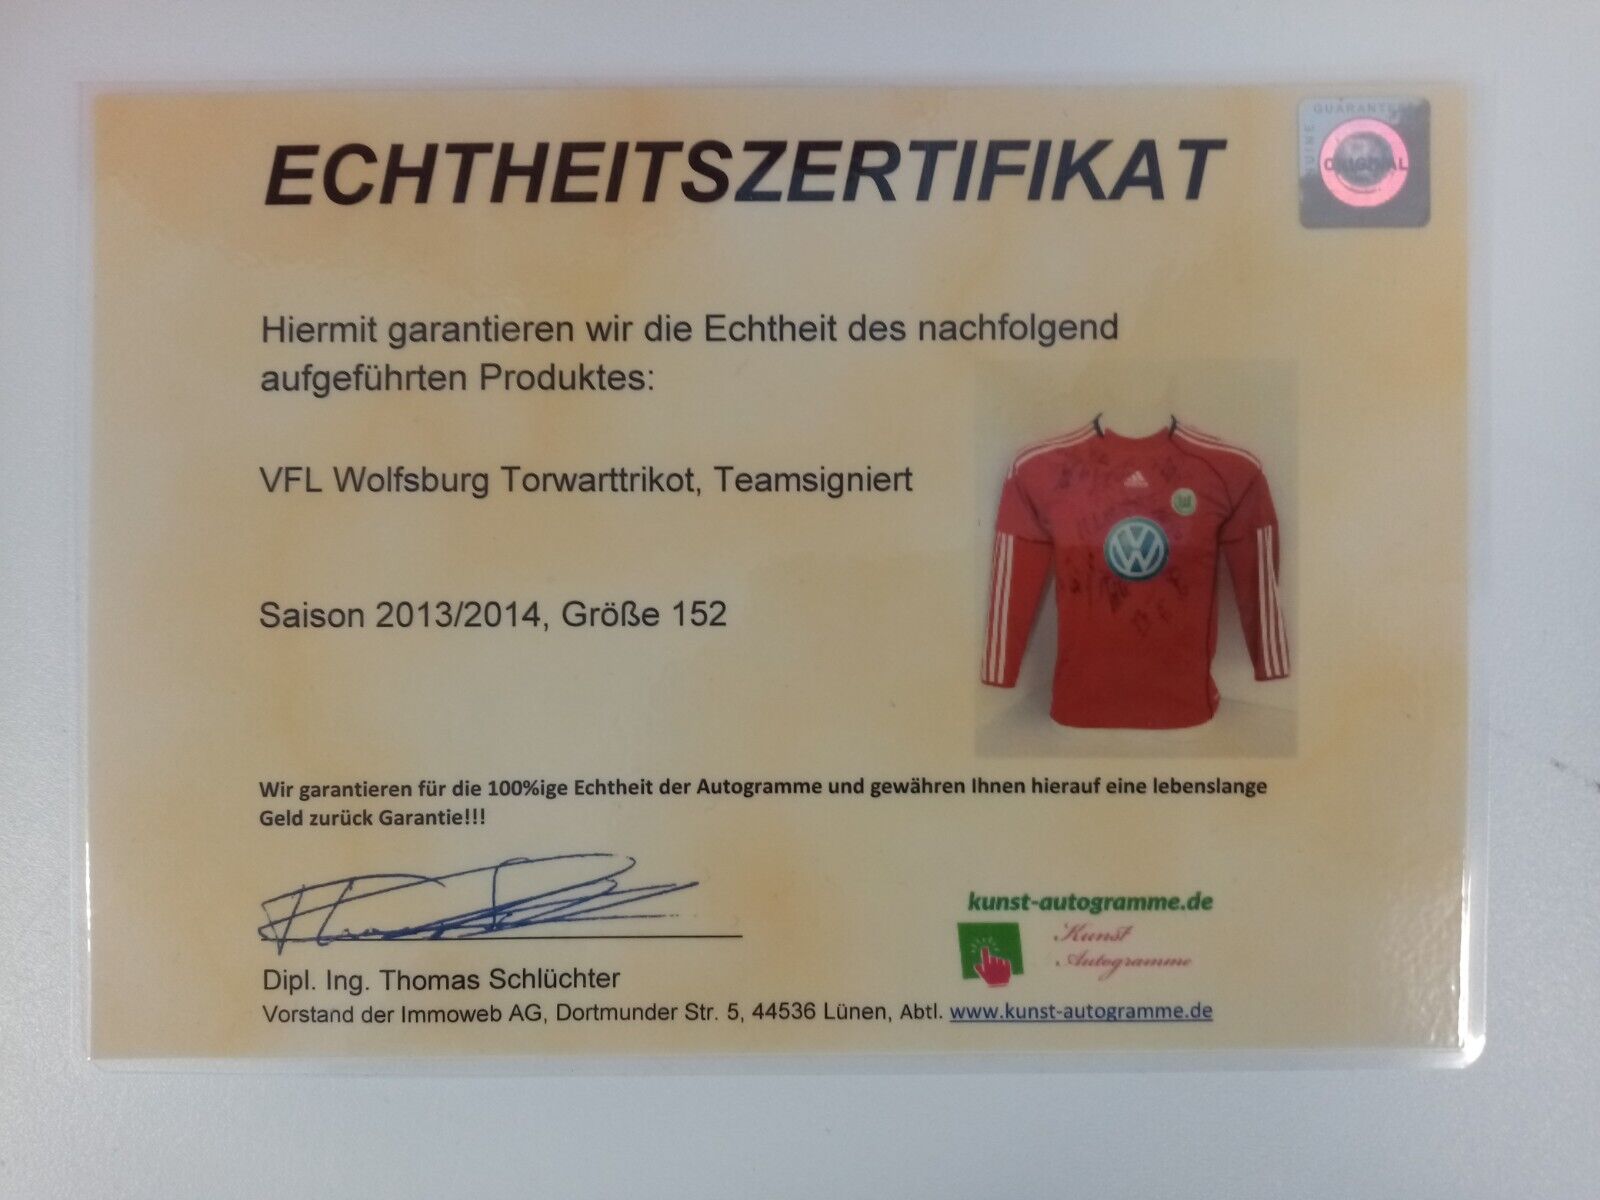 GUARANTEE
ECHTHEITSZERTIFIKAT
ORIGINAL
Hiermit garantieren wir die Echtheit des nachfolgend
aufgeführten Produktes:
VFL Wolfsburg Torwarttrikot, Teamsigniert
adidas
Saison 2013/2014, Größe 152
Wir garantieren für die 100%ige Echtheit der Autogramme und gewähren Ihnen hierauf eine lebenslange
Geld zurück Garantie!!!
kunst-autogramme.de
Kunst
Autogramme
Dipl. Ing. Thomas Schlüchter
Vorstand der Immoweb AG, Dortmunder Str. 5, 44536 Lünen, Abtl. www.kunst-autogramme.de